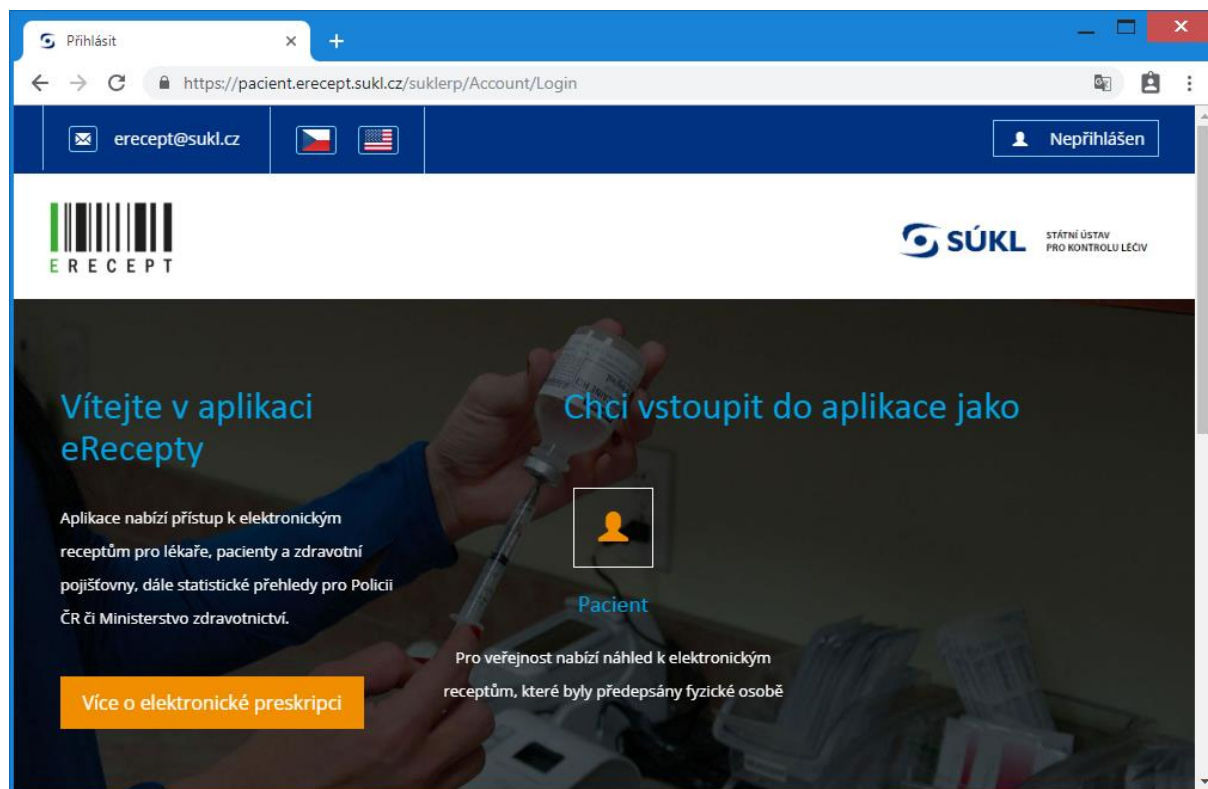 Přihlásit
https://pacient.erecept.sukl.cz/suklerp/Account/Login
erecept@sukl.cz
Nepřihlášen
ERECEPT
SÚKL
STÁTNÍ ÚSTAV
PRO KONTROLU LÉČIV
Vítejte v aplikaci
eRecepty
Aplikace nabízí přístup k elektronickým
receptům pro lékaře, pacienty a zdravotní
pojišťovny, dále statistické přehledy pro Policii
ČR či Ministerstvo zdravotnictví.
Více o elektronické preskripci
Chci vstoupit do aplikace jako
Pacient
Pro veřejnost nabízí náhled k elektronickým
receptům, které byly předepsány fyzické osobě